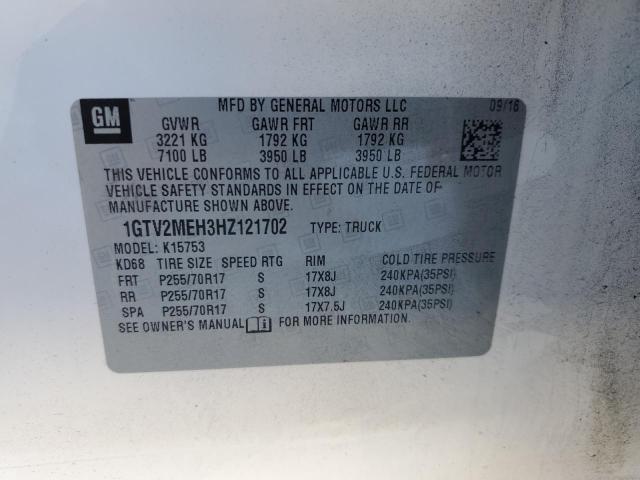 GM
MFD BY GENERAL MOTORS LLC 09/16
GVWR GAWR FRT GAWR RR
3221 KG 1792 KG 1792 KG
7100 LB 3950 LB 3950 LB
THIS VEHICLE CONFORMS TO ALL APPLICABLE U.S. FEDERAL MOTOR
VEHICLE SAFETY STANDARDS IN EFFECT ON THE DATE OF
MANUFACTURE SHOWN ABOVE.
1GTV2MEH3HZ121702 TYPE: TRUCK
MODEL: K15753
KD68 TIRE SIZE SPEED RTG RIM COLD TIRE PRESSURE
FRT P255/70R17 S 17X8J 240KPA(35PSI)
RR P255/70R17 S 17X8J 240KPA(35PSI)
SPA P255/70R17 S 17X7.5J 240KPA(35PSI)
SEE OWNER'S MANUAL FOR MORE INFORMATION.